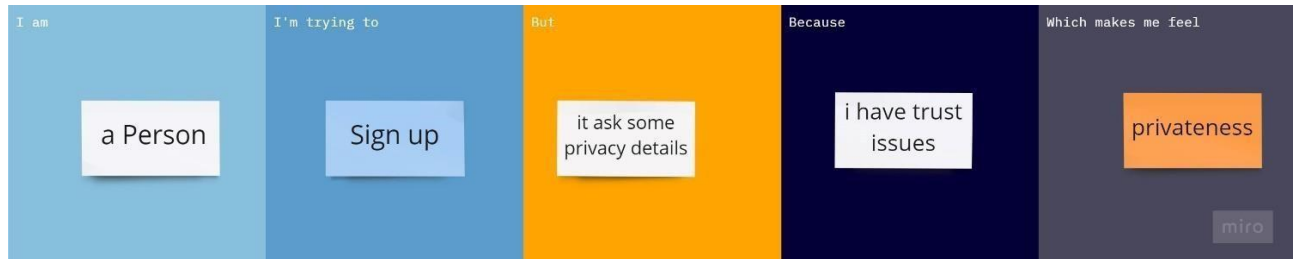 I am
a Person
I'm trying to
Sign up
But
it ask some
privacy details
Because
i have trust
issues
Which makes me feel
privateness
miro